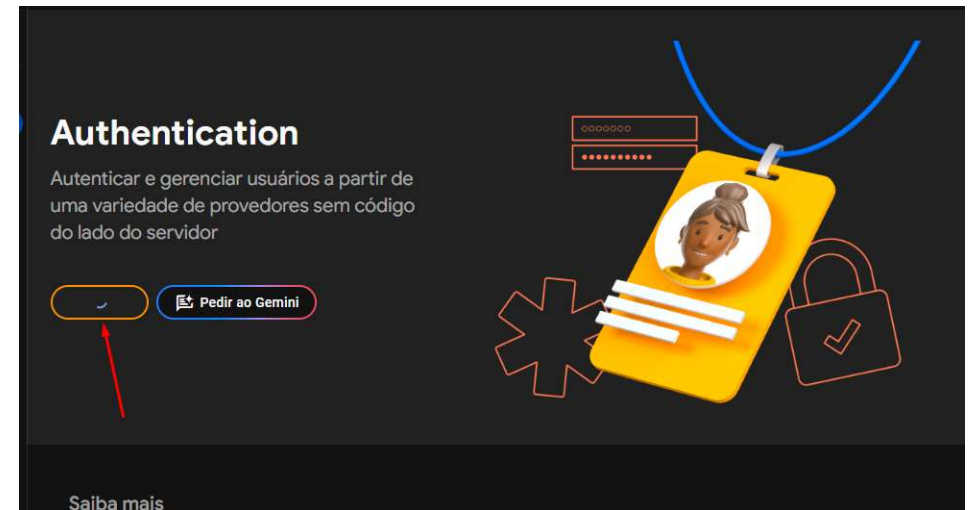 Authentication
Autenticar e gerenciar usuários a partir de
uma variedade de provedores sem código
do lado do servidor
Pedir ao Gemini
Saiba mais